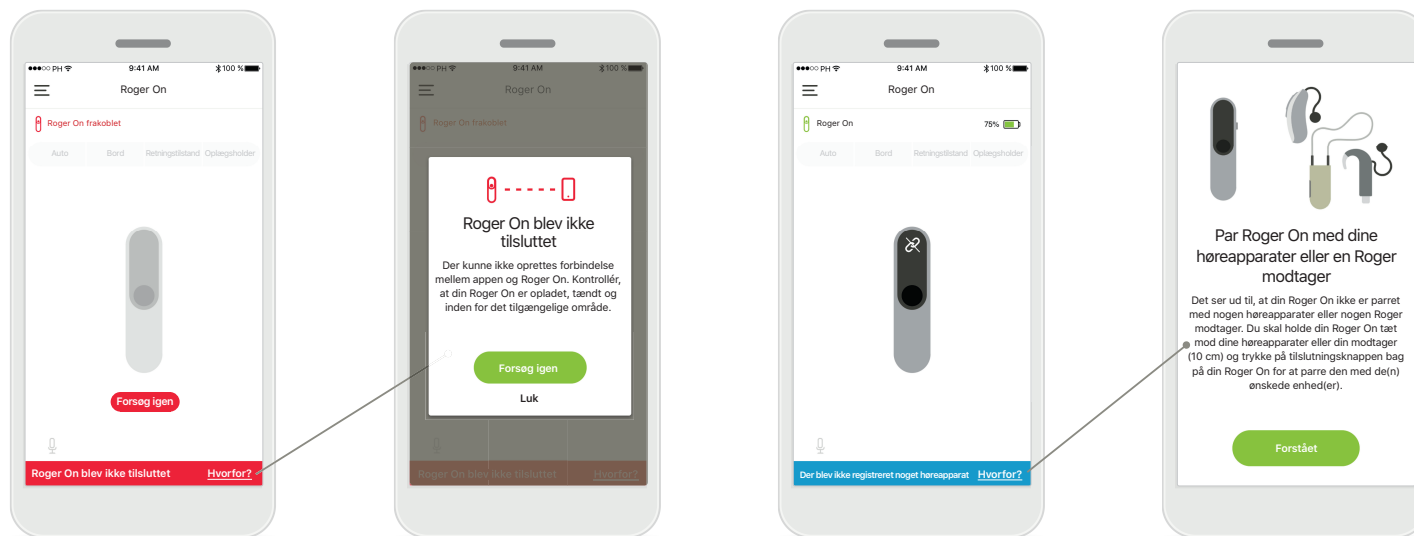 PH
9:41 AM
100 %
Roger On
Roger On frakoblet
Auto
Bord
Retningstilstand
Oplægsholder
Forsøg igen
Roger On blev ikke tilsluttet
Hvorfor?
PH
9:41 AM
100 %
Roger On
Roger On frakoblet
Roger On blev ikke
tilsluttet
Der kunne ikke oprettes forbindelse
mellem appen og Roger On. Kontrollér,
at din Roger On er opladet, tændt og
inden for det tilgængelige område.
Forsøg igen
Luk
Roger On blev ikke tilsluttet
Hvorfor?
PH
9:41 AM
100 %
Roger On
Roger On
75%
Auto
Bord
Retningstilstand
Oplægsholder
Der blev ikke registreret noget høreapparat
Hvorfor?
Par Roger On med dine
høreapparater eller en Roger
modtager
Det ser ud til, at din Roger On ikke er parret
med nogen høreapparater eller nogen Roger
modtager. Du skal holde din Roger On tæt
mod dine høreapparater eller din modtager
(10 cm) og trykke på tilslutningsknappen bag
på din Roger On for at parre den med de(n)
ønskede enhed(er).
Forstået